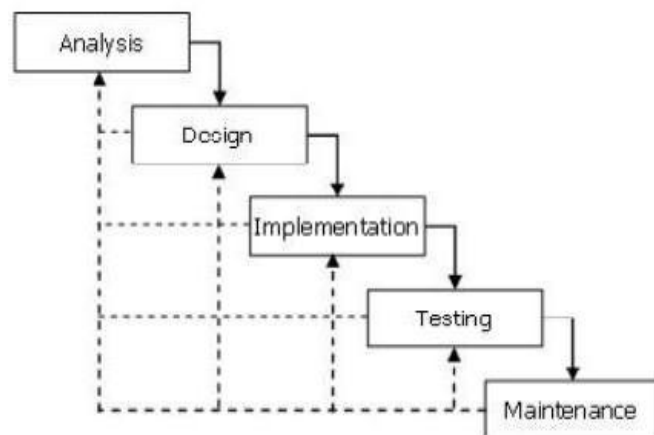 Analysis
Design
Implementation
Testing
Maintenance